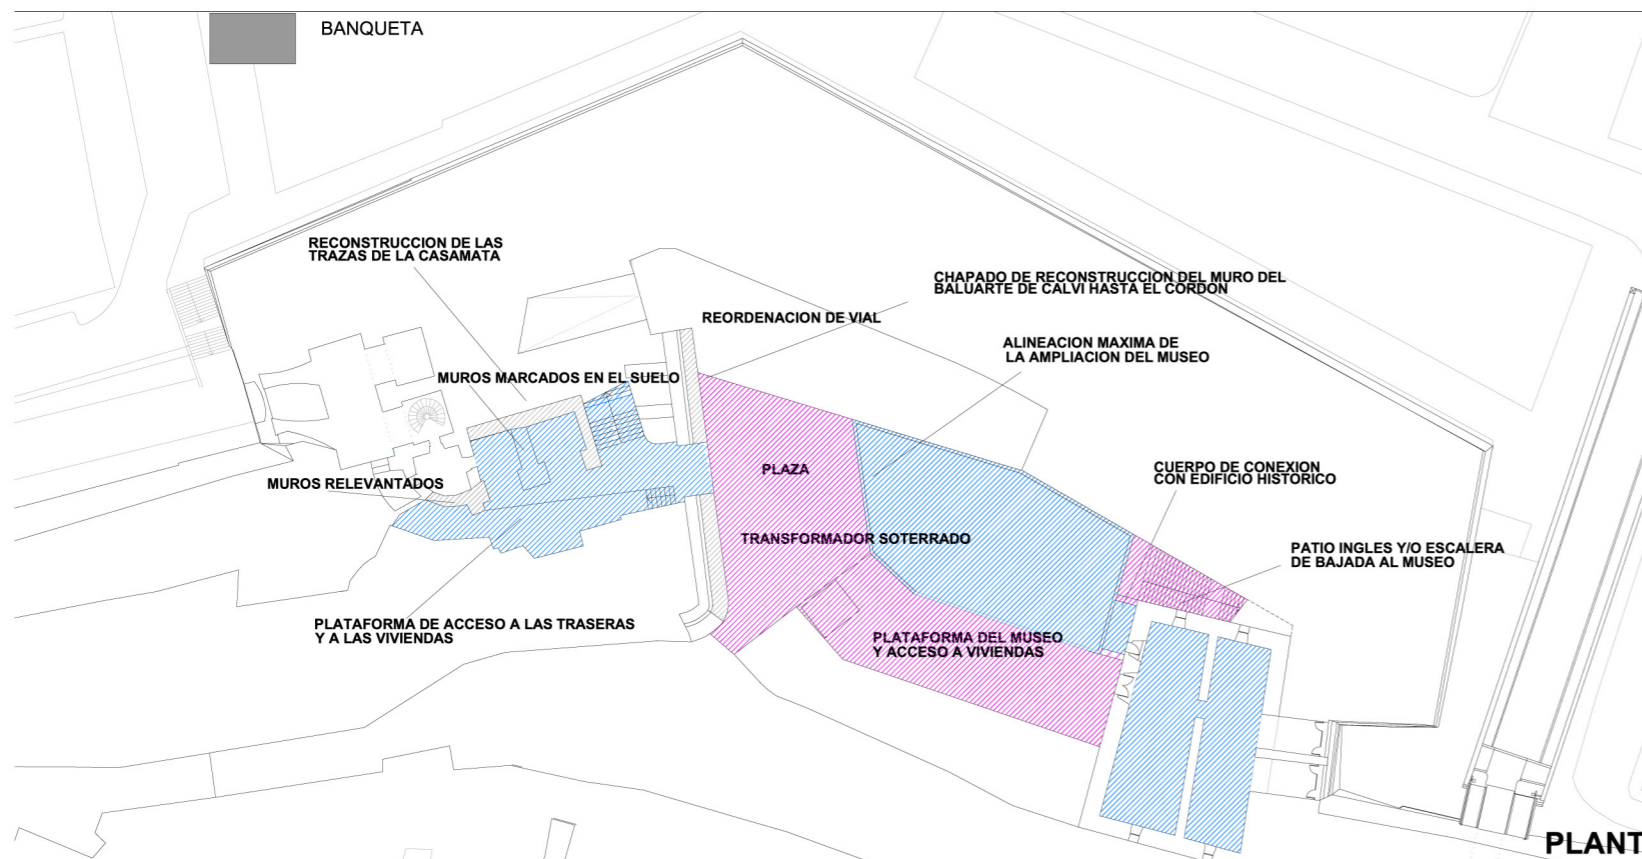 BANQUETA
RECONSTRUCCION DE LAS
TRAZAS DE LA CASAMATA
CHAPADO DE RECONSTRUCCION DEL MURO DEL
BALUARTE DE CALVI HASTA EL CORDON
REORDENACION DE VIAL
ALINEACION MAXIMA DE
LA AMPLIACION DEL MUSEO
MUROS MARCADOS EN EL SUELO
PLAZA
CUERPO DE CONEXION
CON EDIFICIO HISTORICO
MUROS RELEVANTADOS
TRANSFORMADOR SOTERRADO
PATIO INGLES Y/O ESCALERA
DE BAJADA AL MUSEO
PLATAFORMA DE ACCESO A LAS TRASERAS
Y A LAS VIVIENDAS
PLATAFORMA DEL MUSEO
Y ACCESO A VIVIENDAS
PLANT